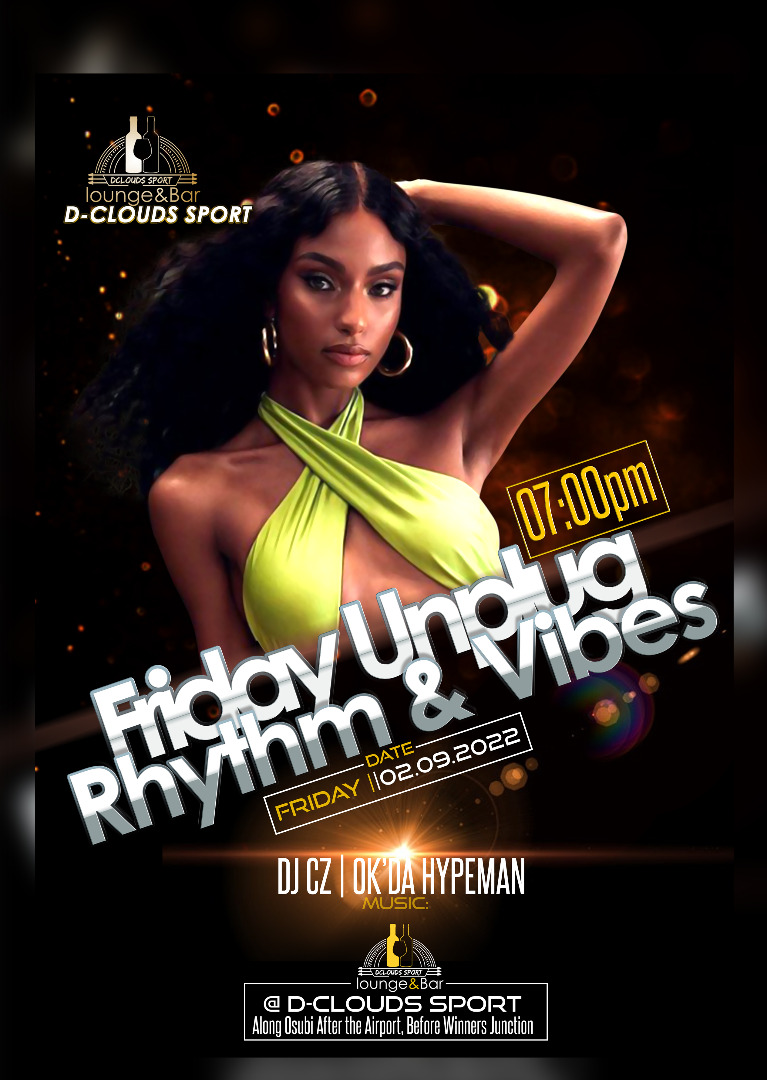 DCLOUDS SPORT
lounge&Bar
D-CLOUDS SPORT
07:00pm
Friday Unplug
Rhythm & Vibes
DATE
FRIDAY || 02.09.2022
DJ CZ | OK'DA HYPEMAN
MUSIC:
DCLOUDS SPORT
lounge&Bar
@ D-CLOUDS SPORT
Along Osubi After the Airport, Before Winners Junction